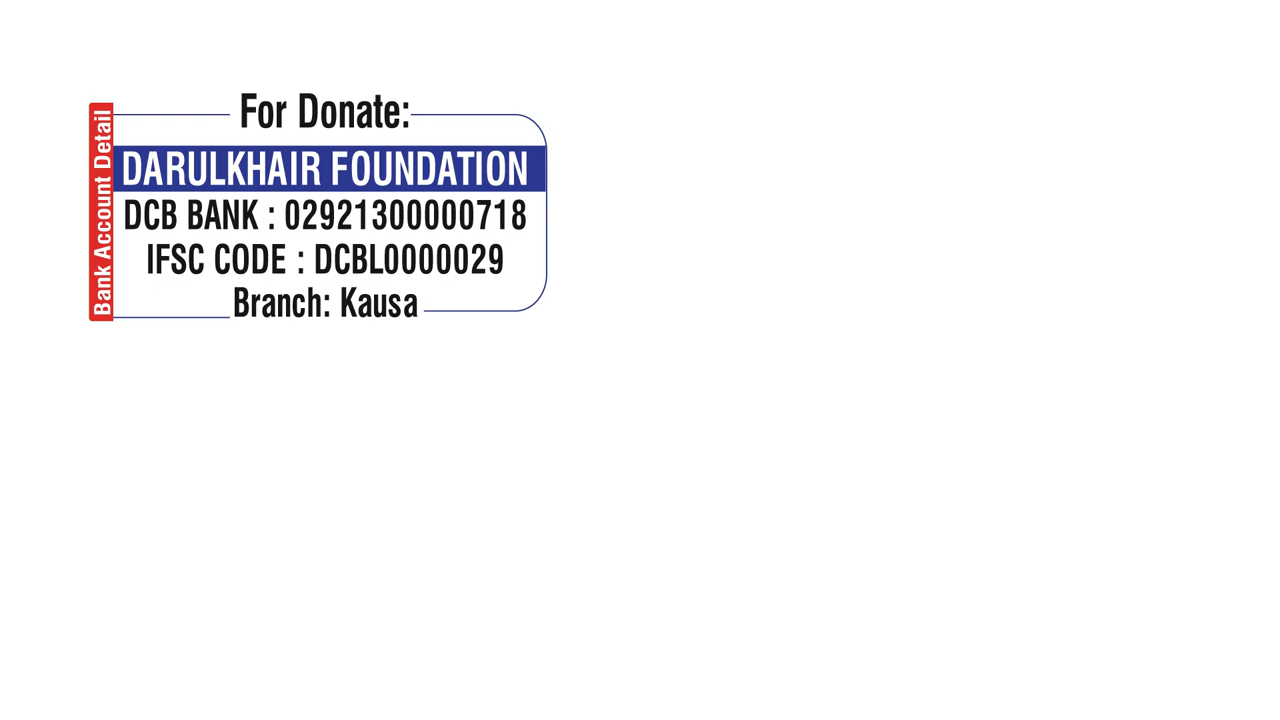 For Donate:
Bank Account Detail
DARULKHAIR FOUNDATION
DCB BANK : 02921300000718
IFSC CODE : DCBL0000029
Branch: Kausa